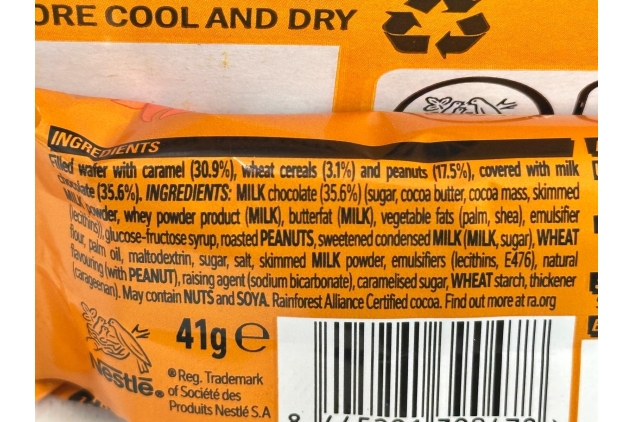 ORE COOL AND DRY
INGREDIENTS
Filled wafer with caramel (30.9%), wheat cereals (3.1%) and peanuts (17.5%), covered with milk
chocolate (35.6%). INGREDIENTS: MILK chocolate (35.6%) (sugar, cocoa butter, cocoa mass, skimmed
MILK powder, whey powder product (MILK), butterfat (MILK), vegetable fats (palm, shea), emulsifier
(lecithins)), glucose-fructose syrup, roasted PEANUTS, sweetened condensed MILK (MILK, sugar), WHEAT
flour, palm oil, maltodextrin, sugar, salt, skimmed MILK powder, emulsifiers (lecithins, E476), natural
flavouring (with PEANUT), raising agent (sodium bicarbonate), caramelised sugar, WHEAT starch, thickener
(carageenan). May contain NUTS and SOYA. Rainforest Alliance Certified cocoa. Find out more at ra.org
41g e
Nestlé®
® Reg. Trademark
of Société des
Produits Nestlé S.A